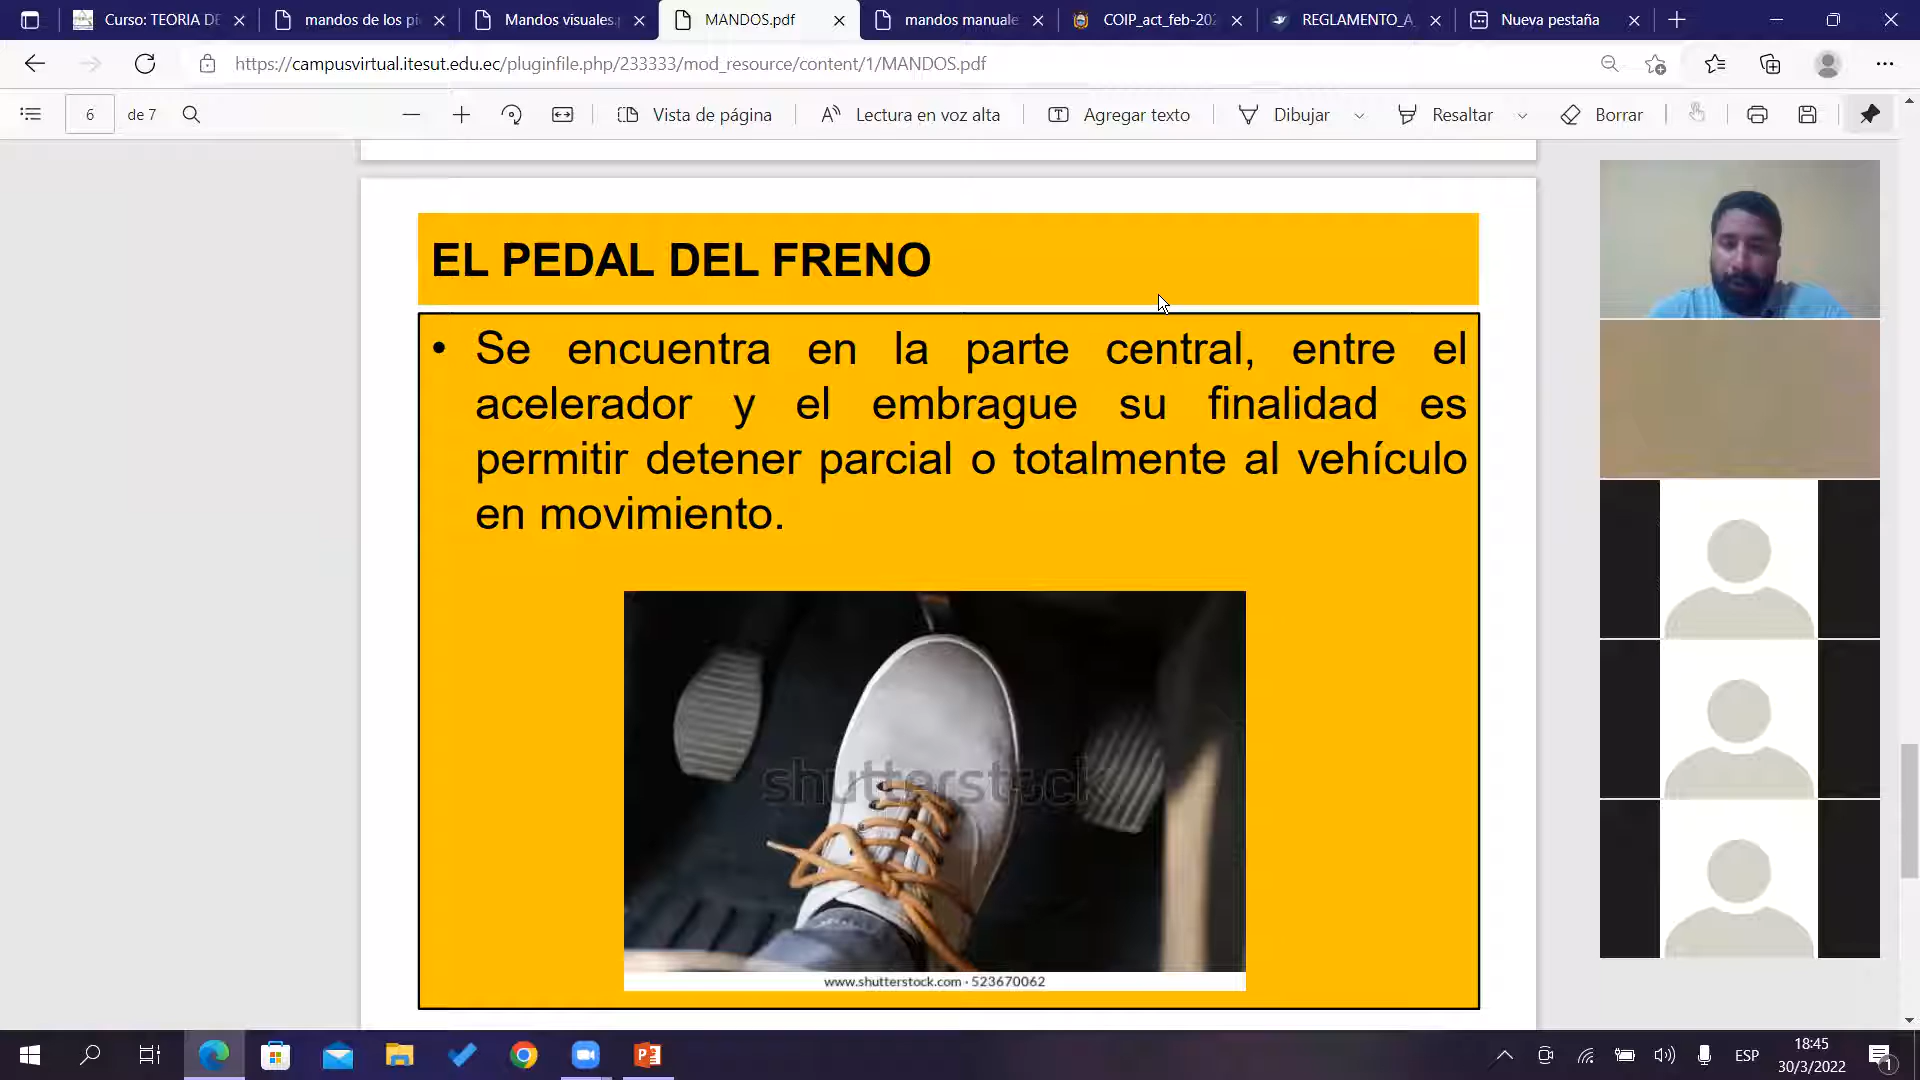 Curso: TEORIA DE
mandos de los pi
Mandos visuales.p
MANDOS.pdf
mandos manuale
COIP_act_feb-202
REGLAMENTO_A_
Nueva pestaña
https://campusvirtual.itesut.edu.ec/pluginfile.php/233333/mod_resource/content/1/MANDOS.pdf
6 de 7
Vista de página
Lectura en voz alta
Agregar texto
Dibujar
Resaltar
Borrar
EL PEDAL DEL FRENO
• Se encuentra en la parte central, entre el
acelerador y el embrague su finalidad es
permitir detener parcial o totalmente al vehículo
en movimiento.
shutterstock
www.shutterstock.com · 523670062
ESP
18:45
30/3/2022
1